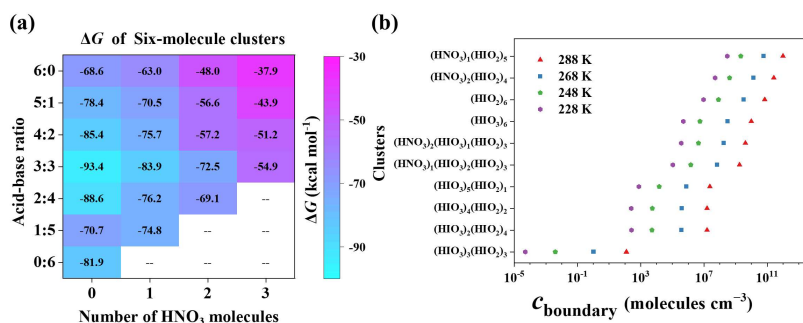 (a)
ΔG of Six-molecule clusters
Acid-base ratio
6:0 -68.6 -63.0 -48.0 -37.9
5:1 -78.4 -70.5 -56.6 -43.9
4:2 -85.4 -75.7 -57.2 -51.2
3:3 -93.4 -83.9 -72.5 -54.9
2:4 -88.6 -76.2 -69.1 --
1:5 -70.7 -74.8 -- --
0:6 -81.9 -- -- --
0 1 2 3
Number of HNO₃ molecules
-30
-50
-70
-90
ΔG (kcal mol⁻¹)
(b)
Clusters
(HNO₃)₁(HIO₂)₅
(HNO₃)₂(HIO₂)₄
(HIO₂)₆
(HIO₃)₆
(HNO₃)₂(HIO₃)₁(HIO₂)₃
(HNO₃)₁(HIO₃)₂(HIO₂)₃
(HIO₃)₅(HIO₂)₁
(HIO₃)₄(HIO₂)₂
(HIO₃)₂(HIO₂)₄
(HIO₃)₃(HIO₂)₃
288 K
268 K
248 K
228 K
10⁻⁵ 10⁻¹ 10³ 10⁷ 10¹¹
c boundary (molecules cm⁻³)